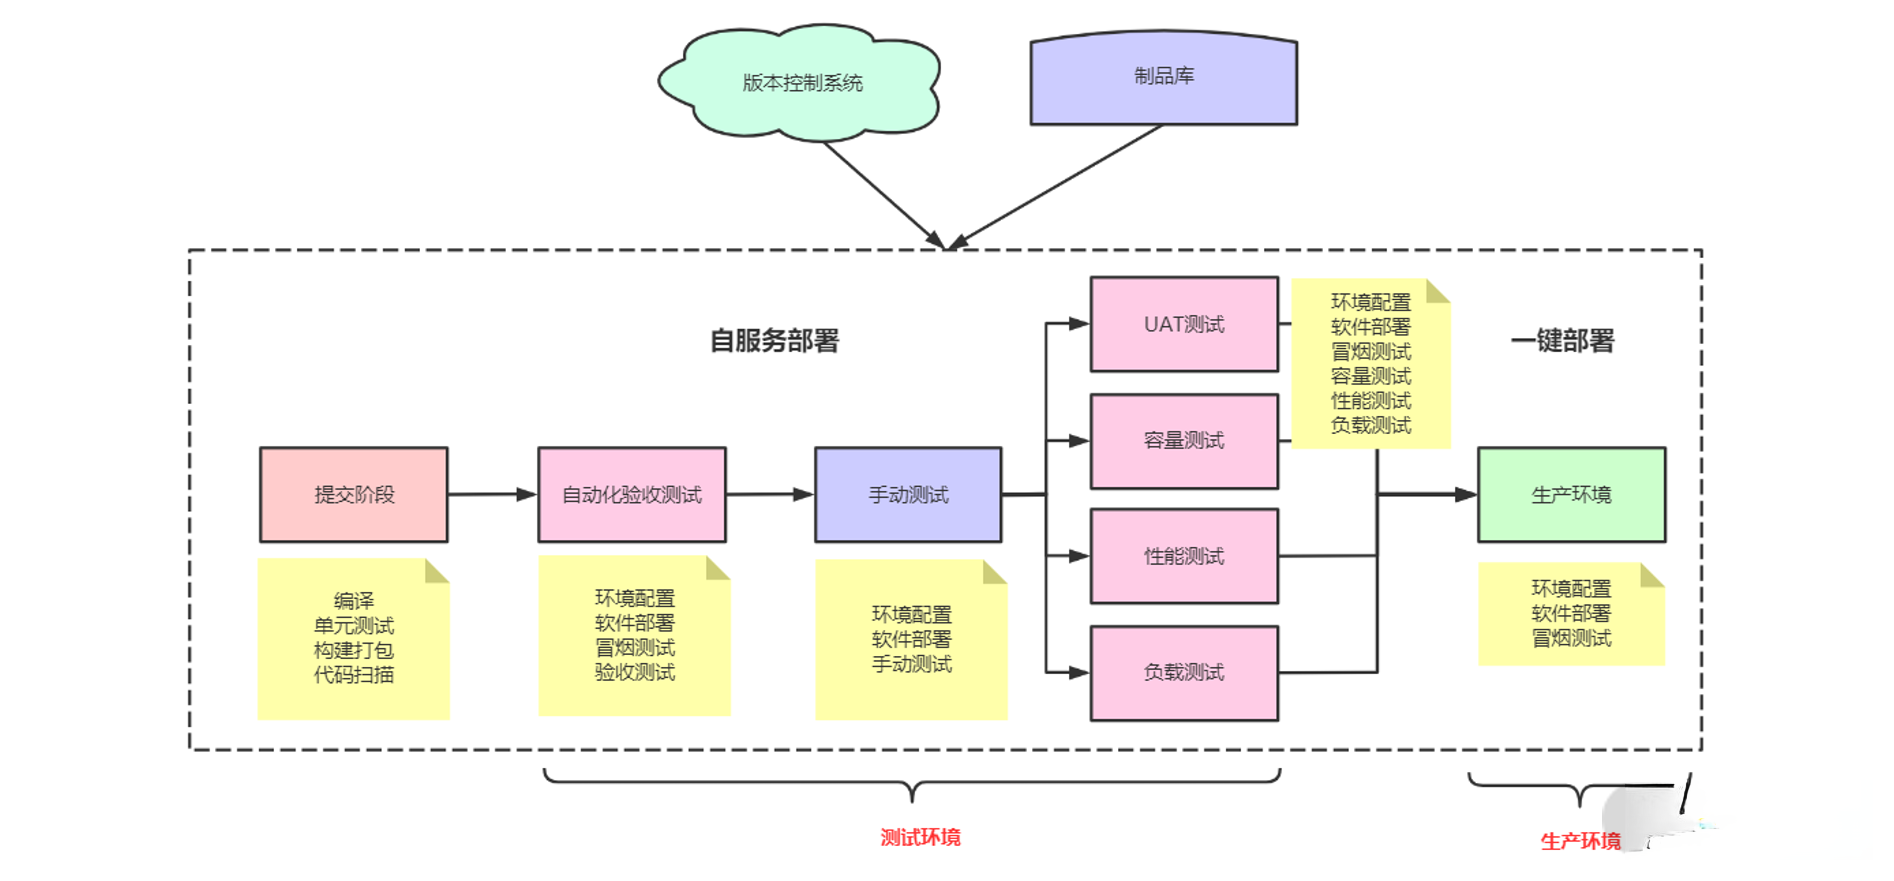 版本控制系统
制品库
自服务部署
一键部署
UAT测试
环境配置
软件部署
冒烟测试
容量测试
性能测试
负载测试
容量测试
提交阶段
自动化验收测试
手动测试
生产环境
性能测试
负载测试
编译
单元测试
构建打包
代码扫描
环境配置
软件部署
冒烟测试
验收测试
环境配置
软件部署
手动测试
环境配置
软件部署
冒烟测试
测试环境
生产环境